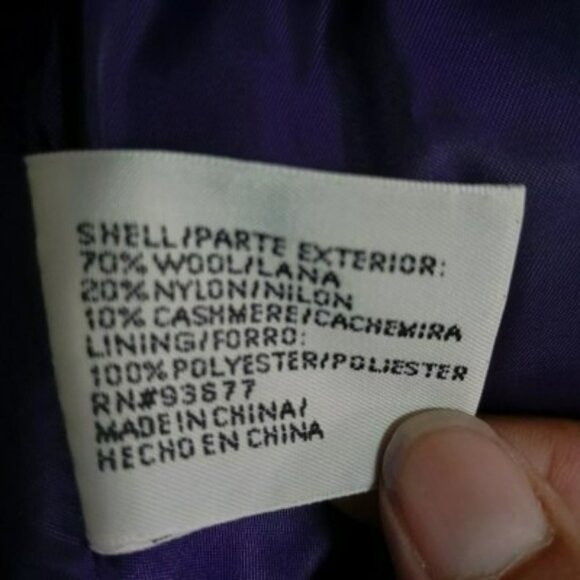 SHELL/PARTE EXTERIOR:
70% WOOL/LANA
20% NYLON/NILON
10% CASHMERE/CACHEMIRA
LINING/FORRO:
100% POLYESTER/POLIESTER
RN#93677
MADE IN CHINA/
HECHO EN CHINA